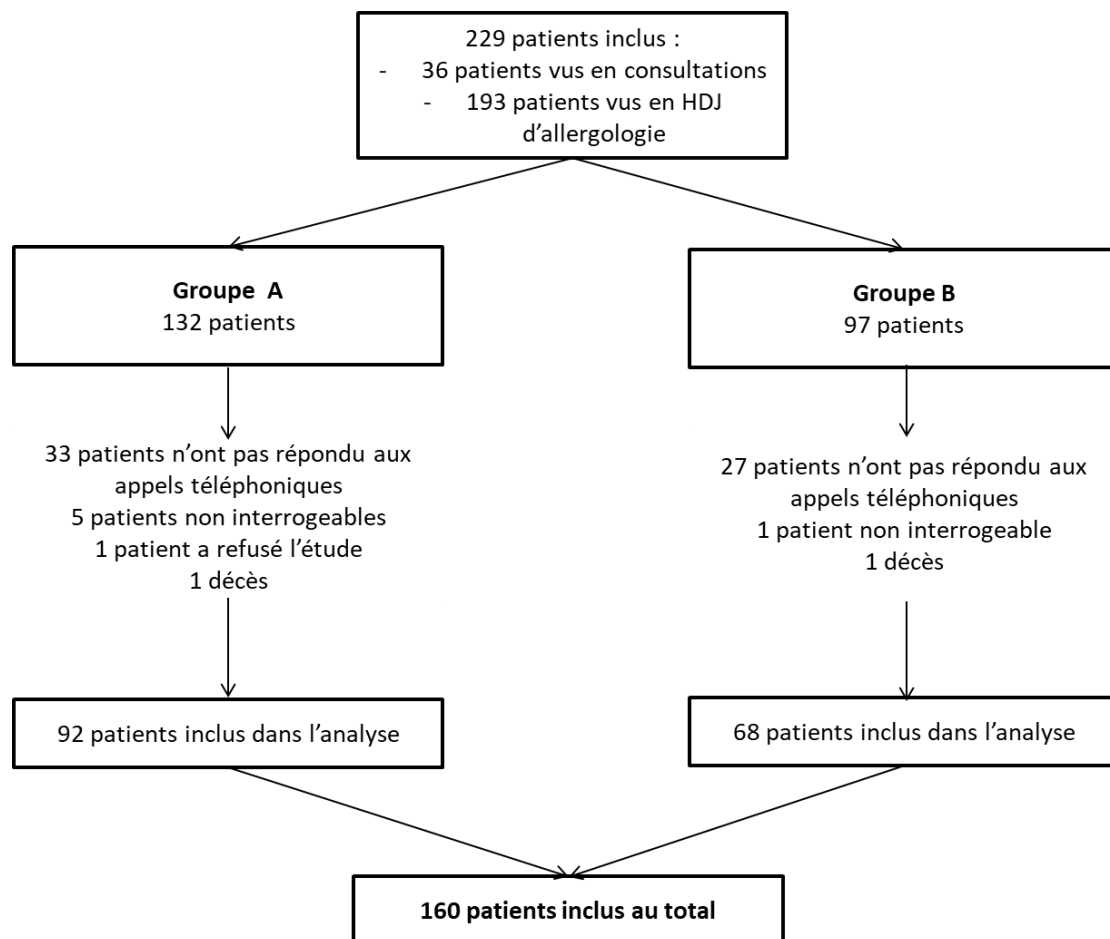 229 patients inclus :
- 36 patients vus en consultations
- 193 patients vus en HDJ
d’allergologie
Groupe A
132 patients
Groupe B
97 patients
33 patients n’ont pas répondu aux
appels téléphoniques
5 patients non interrogeables
1 patient a refusé l’étude
1 décès
27 patients n’ont pas répondu aux
appels téléphoniques
1 patient non interrogeable
1 décès
92 patients inclus dans l’analyse
68 patients inclus dans l’analyse
160 patients inclus au total